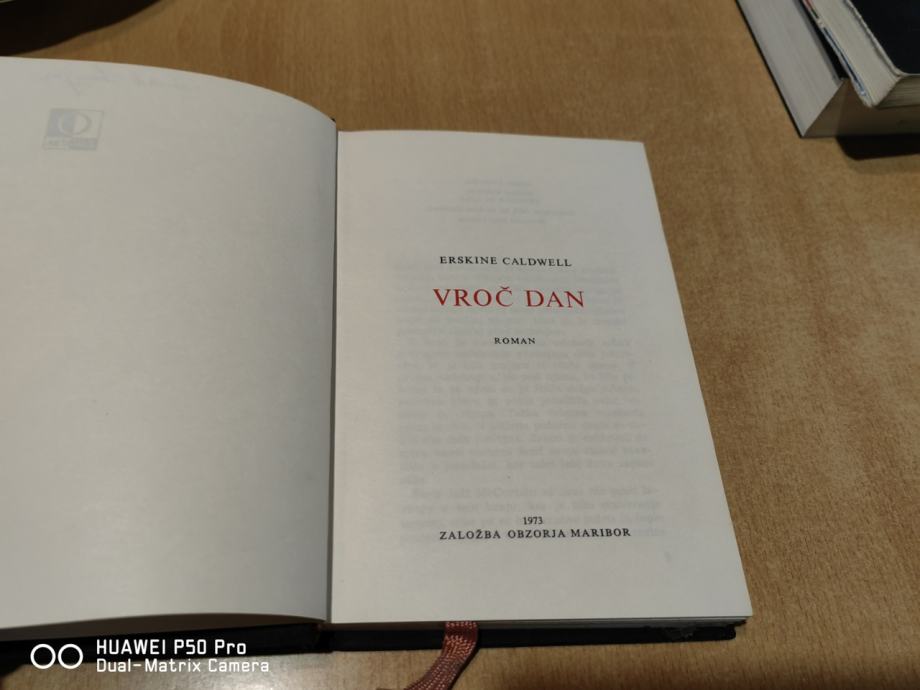 ERSKINE CALDWELL
VROČ DAN
ROMAN
1973
ZALOŽBA OBZORJA MARIBOR
HUAWEI P50 Pro
Dual-Matrix Camera